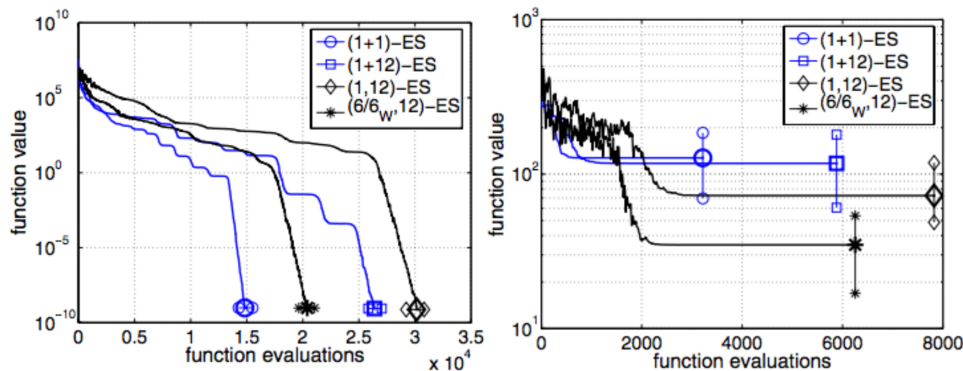 10^10
10^5
10^0
10^-5
10^-10
function value
0
0.5
1
1.5
2
2.5
3
3.5
x 10^4
function evaluations
(1+1)-ES
(1+12)-ES
(1,12)-ES
(6/6_W,12)-ES
10^3
10^2
10^1
function value
0
2000
4000
6000
8000
function evaluations
(1+1)-ES
(1+12)-ES
(1,12)-ES
(6/6_W,12)-ES